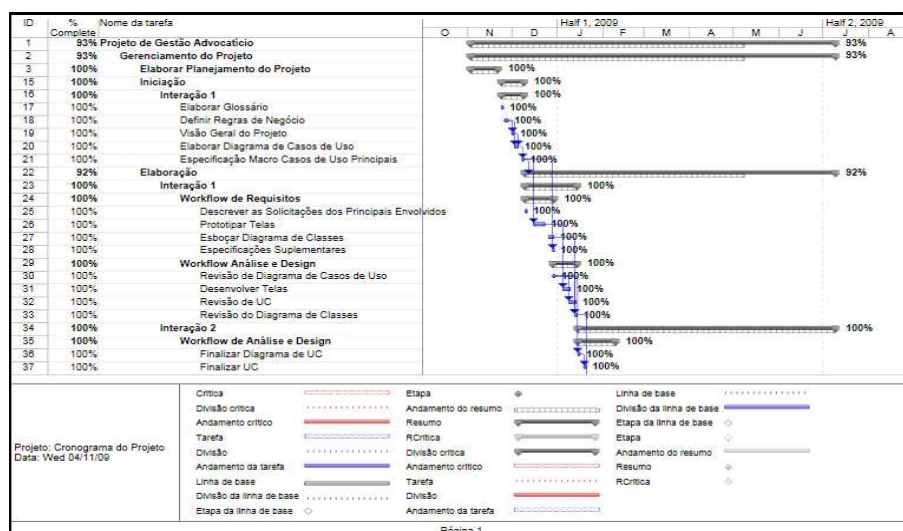 ID % Complete Nome da tarefa Half 1, 2009 Half 2, 2009
O N D J F M A M J J A
1 93% Projeto de Gestão Advocatício 93%
2 93% Gerenciamento do Projeto 93%
3 100% Elaborar Planejamento do Projeto 100%
15 100% Iniciação 100%
16 100% Interação 1 100%
17 100% Elaborar Glossário 100%
18 100% Definir Regras de Negócio 100%
19 100% Visão Geral do Projeto 100%
20 100% Elaborar Diagrama de Casos de Uso 100%
21 100% Especificação Macro Casos de Uso Principais 100%
22 92% Elaboração 92%
23 100% Interação 1 100%
24 100% Workflow de Requisitos 100%
25 100% Descrever as Solicitações dos Principais Envolvidos 100%
26 100% Prototipar Telas 100%
27 100% Esboçar Diagrama de Classes 100%
28 100% Especificações Suplementares 100%
29 100% Workflow Análise e Design 100%
30 100% Revisão de Diagrama de Casos de Uso 100%
31 100% Desenvolver Telas 100%
32 100% Revisão de UC 100%
33 100% Revisão do Diagrama de Classes 100%
34 100% Interação 2 100%
35 100% Workflow de Análise e Design 100%
36 100% Finalizar Diagrama de UC 100%
37 100% Finalizar UC 100%
Projeto: Cronograma do Projeto
Data: Wed 04/11/09
Crítica Etapa Linha de base
Divisão crítica Andamento do resumo Divisão da linha de base
Andamento crítico Resumo Etapa da linha de base
Tarefa RCrítica Etapa
Divisão Divisão crítica Andamento do resumo
Andamento da tarefa Andamento crítico Resumo
Linha de base Tarefa RCrítica
Divisão da linha de base Divisão
Etapa da linha de base Andamento da tarefa
Página 1